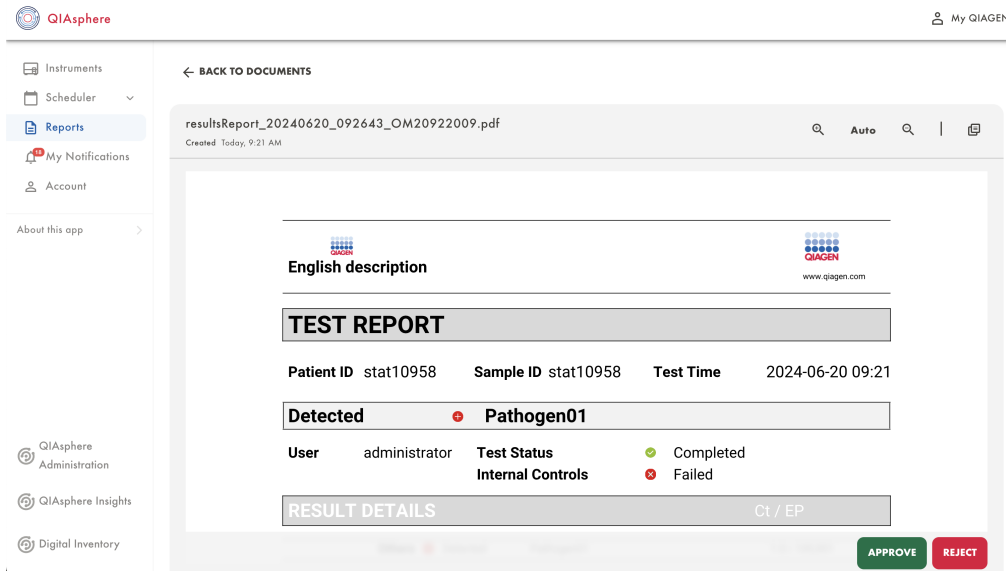 QIAsphere
My QIAGEN
Instruments
Scheduler
Reports
18
My Notifications
Account
About this app
QIAsphere
Administration
QIAsphere Insights
Digital Inventory
BACK TO DOCUMENTS
resultsReport_20240620_092643_OM20922009.pdf
Created Today, 9:21 AM
Auto
QIAGEN
English description
QIAGEN
www.qiagen.com
TEST REPORT
Patient ID stat10958 Sample ID stat10958 Test Time 2024-06-20 09:21
Detected Pathogen01
User administrator Test Status Completed
Internal Controls Failed
RESULT DETAILS Ct / EP
APPROVE REJECT